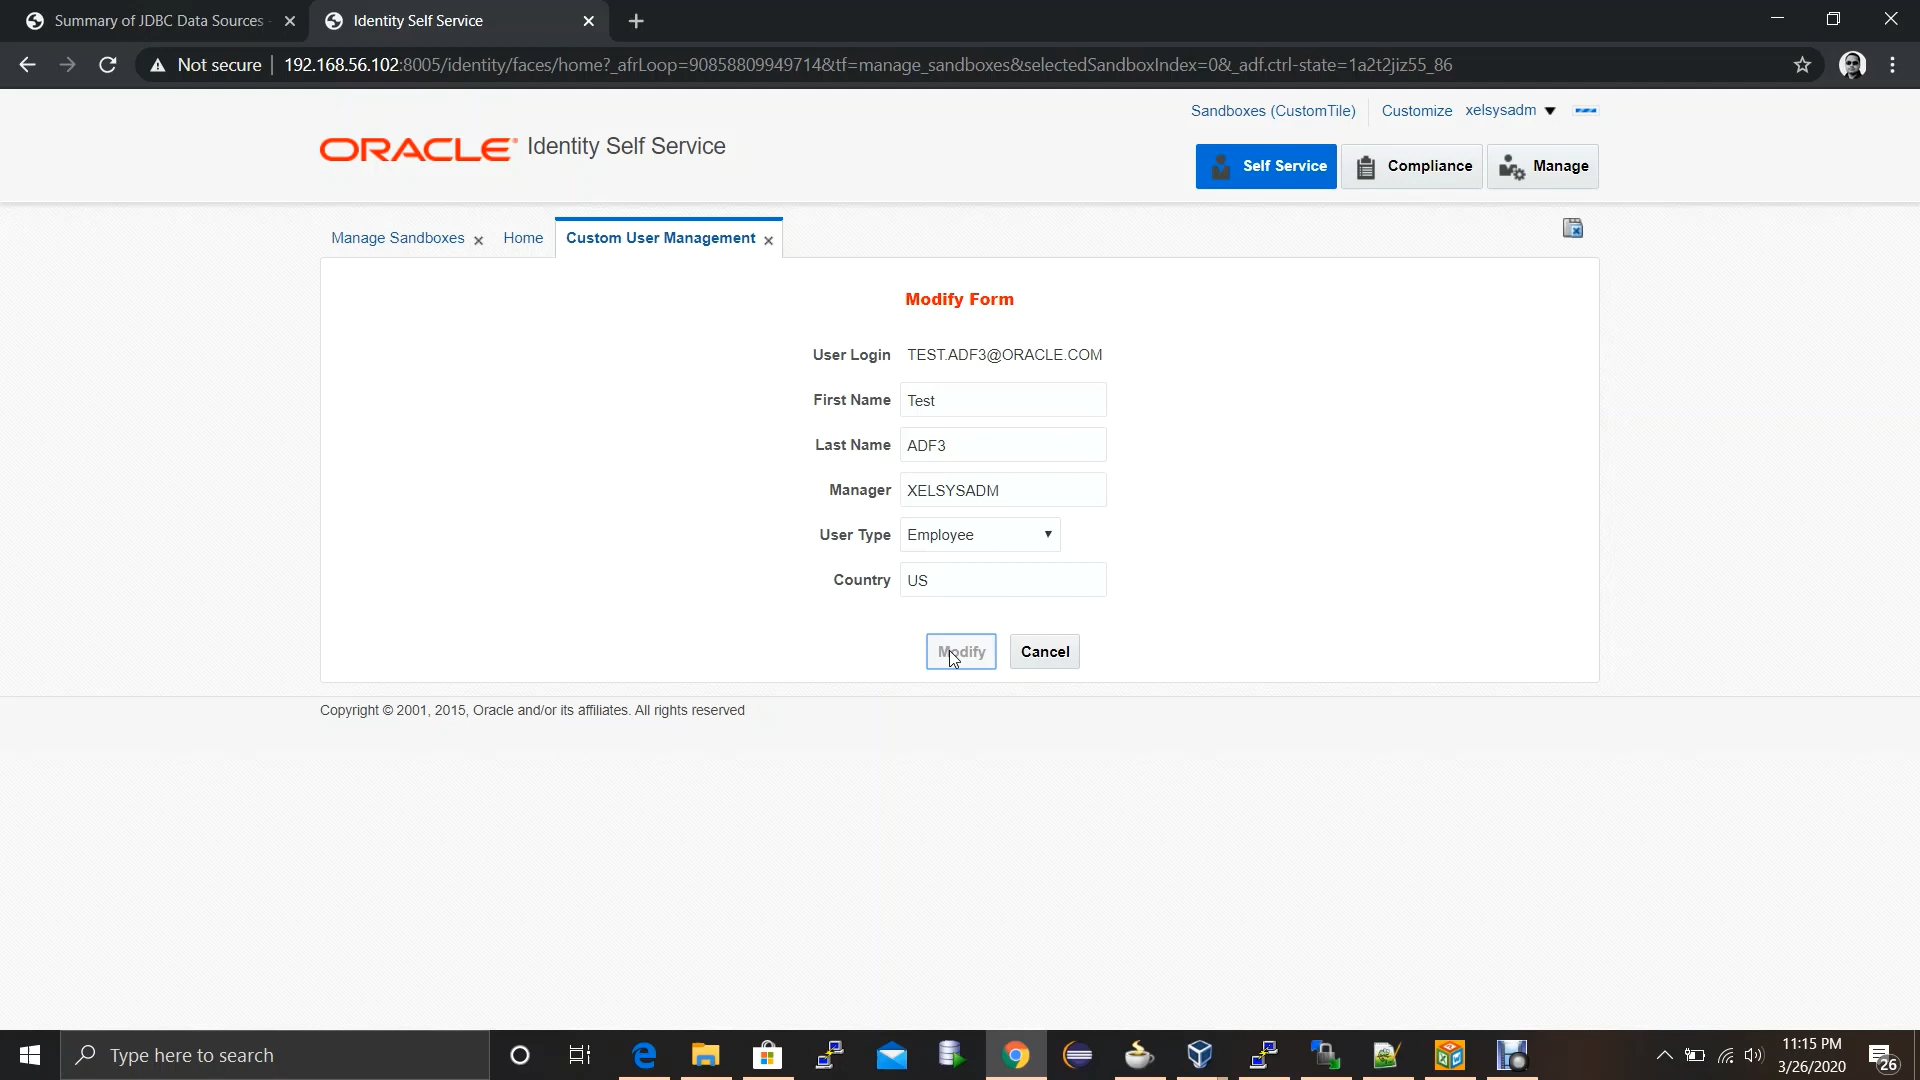 Summary of JDBC Data Sources
Identity Self Service
Not secure
192.168.56.102:8005/identity/faces/home?_afrLoop=90858809949714&tf=manage_sandboxes&selectedSandboxIndex=0&_adf.ctrl-state=1a2t2jiz55_86
Sandboxes (CustomTile)
Customize
xelsysadm
ORACLE
Identity Self Service
Self Service
Compliance
Manage
Manage Sandboxes
Home
Custom User Management
Modify Form
User Login TEST.ADF3@ORACLE.COM
First Name Test
Last Name ADF3
Manager XELSYSADM
User Type Employee
Country US
Modify
Cancel
Copyright © 2001, 2015, Oracle and/or its affiliates. All rights reserved
Type here to search
11:15 PM
3/26/2020
26